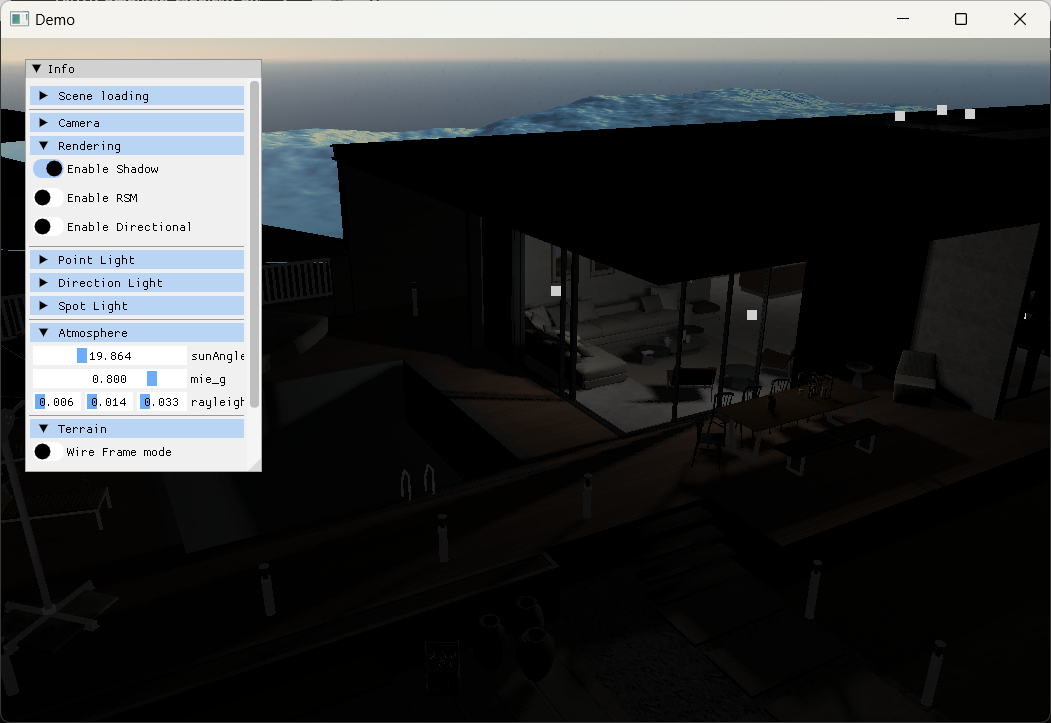 Demo
Info
Scene loading
Camera
Rendering
Enable Shadow
Enable RSM
Enable Directional
Point Light
Direction Light
Spot Light
Atmosphere
19.864 sunAngle
0.800 mie_g
0.006 0.014 0.033 rayleigh
Terrain
Wire Frame mode